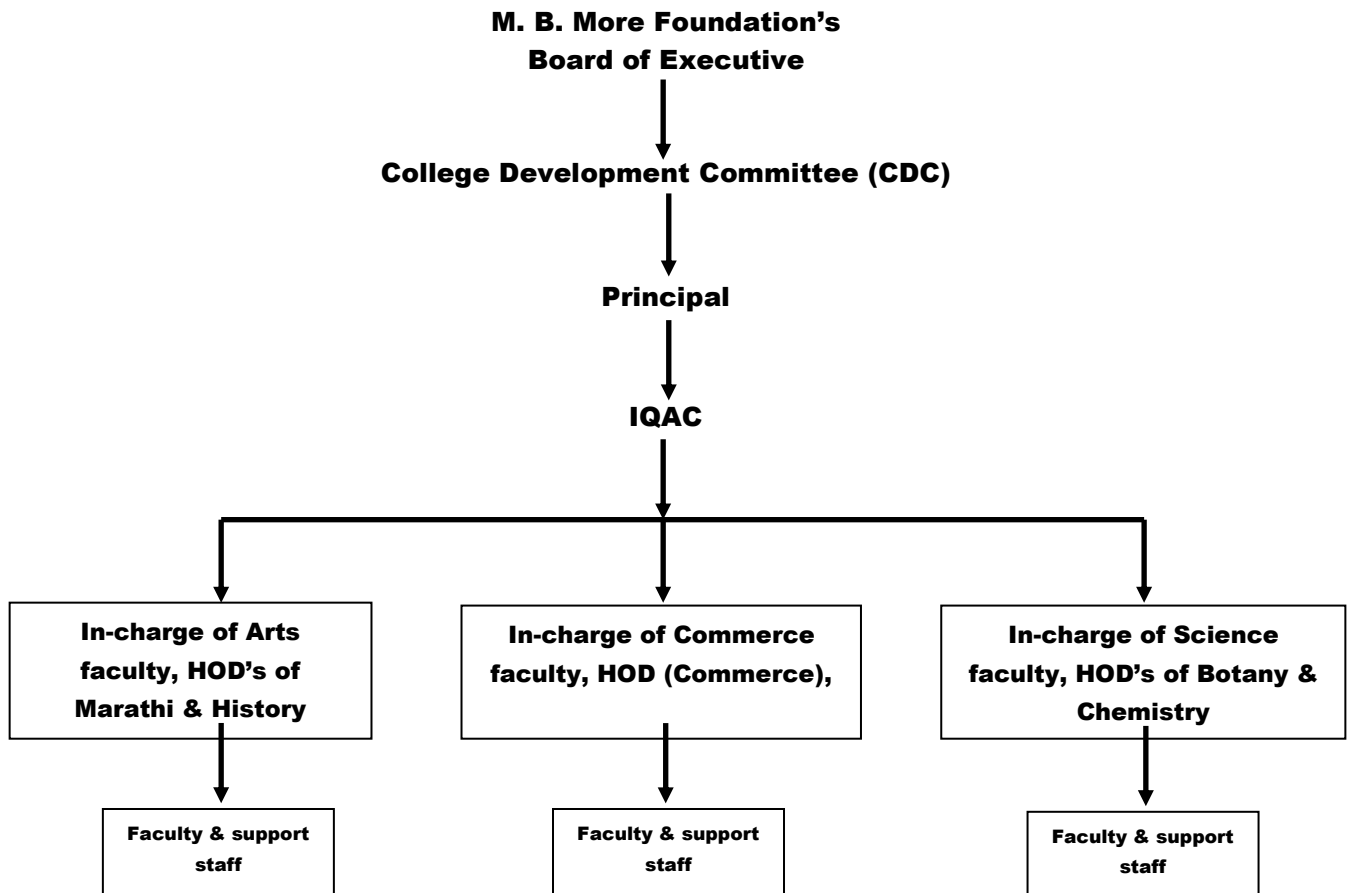 M. B. More Foundation’s
Board of Executive
College Development Committee (CDC)
Principal
IQAC
In-charge of Arts
faculty, HOD’s of
Marathi & History
In-charge of Commerce
faculty, HOD (Commerce),
In-charge of Science
faculty, HOD’s of Botany &
Chemistry
Faculty & support
staff
Faculty & support
staff
Faculty & support
staff